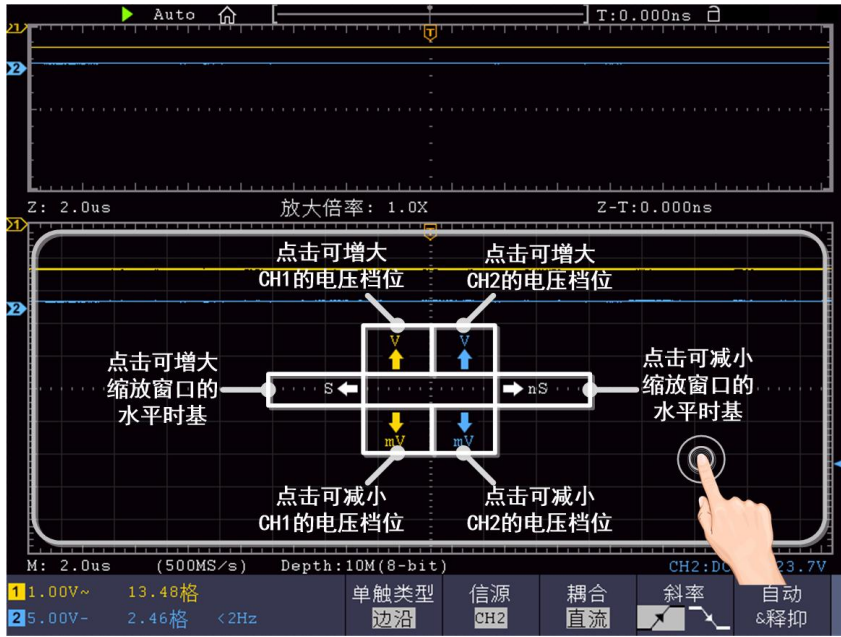 Auto
T:0.000ns
1
T
2
Z: 2.0us 放大倍率: 1.0X Z-T:0.000ns
1
点击可增大
CH1的电压档位
点击可增大
CH2的电压档位
2
V V
点击可增大
缩放窗口的
水平时基
S nS
点击可减小
缩放窗口的
水平时基
mV mV
点击可减小
CH1的电压档位
点击可减小
CH2的电压档位
M: 2.0us (500MS/s) Depth:10M(8-bit) CH2:DC 23.7V
1 1.00V~ 13.48格
2 5.00V- 2.46格 <2Hz
单触类型
边沿
信源
CH2
耦合
直流
斜率
自动
&释抑